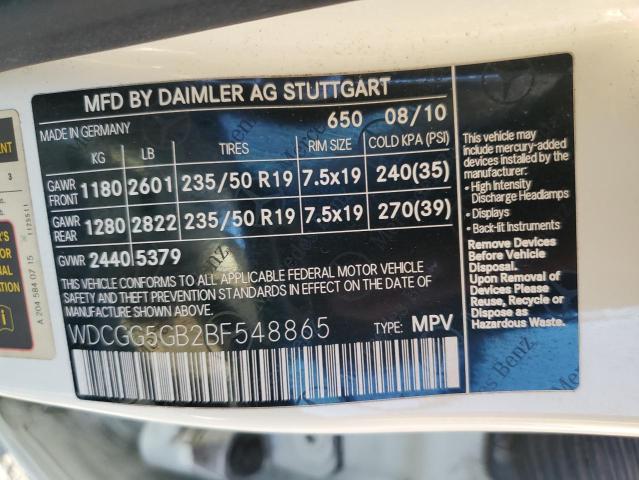 MFD BY DAIMLER AG STUTTGART
MADE IN GERMANY 650 08/10
KG LB TIRES RIM SIZE COLD KPA (PSI)
GAWR FRONT 1180 2601 235/50 R19 7.5x19 240(35)
GAWR REAR 1280 2822 235/50 R19 7.5x19 270(39)
GVWR 2440 5379
THIS VEHICLE CONFORMS TO ALL APPLICABLE FEDERAL MOTOR VEHICLE
SAFETY AND THEFT PREVENTION STANDARDS IN EFFECT ON THE DATE OF
MANUFACTURE SHOWN ABOVE.
WDCGG5GB2BF548865 TYPE: MPV
This vehicle may
include mercury-added
devices installed by the
manufacturer:
• High Intensity
Discharge Headlamps
• Displays
• Back-lit Instruments
Remove Devices
Before Vehicle
Disposal.
Upon Removal of
Devices Please
Reuse, Recycle or
Dispose as
Hazardous Waste.
A 204 584 07 15
Mercedes Benz